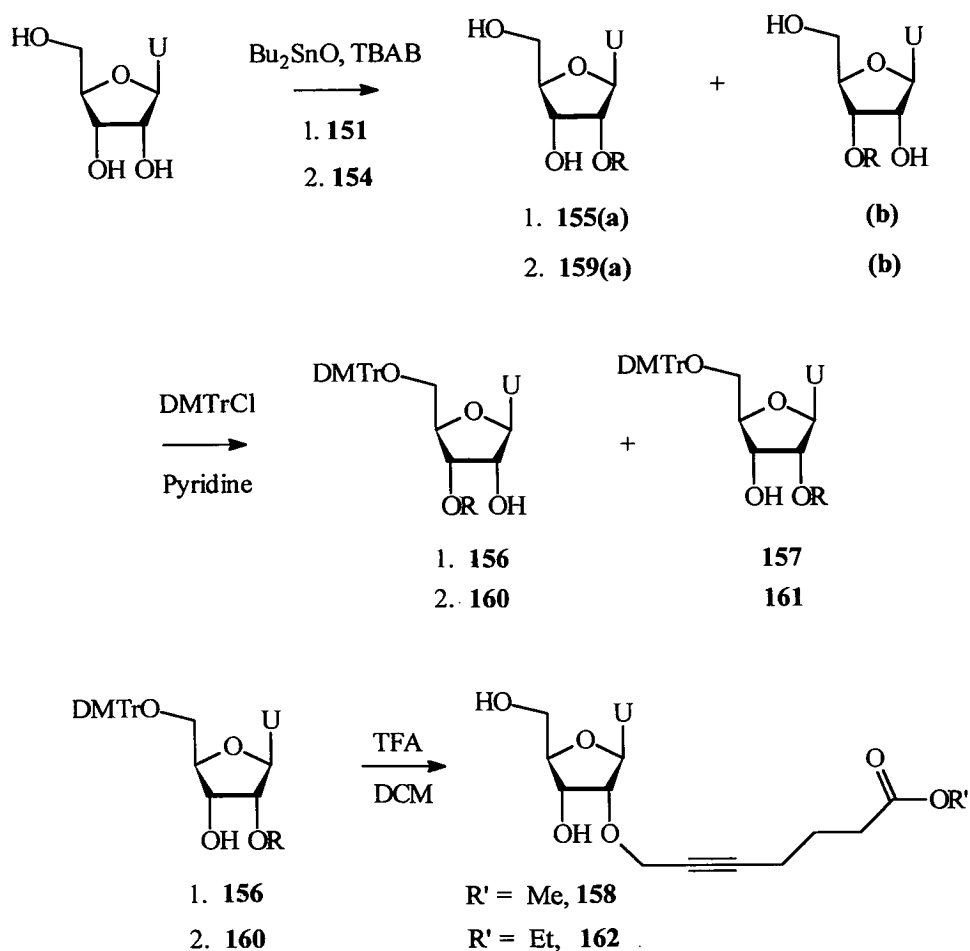 HO U
O
OH OH
Bu₂SnO, TBAB
1. 151
2. 154
HO U
O
OH OR
+
HO U
O
OR OH
1. 155(a) (b)
2. 159(a) (b)
DMTrCl
Pyridine
DMTrO U
O
OR OH
+
DMTrO U
O
OH OR
1. 156 157
2. 160 161
DMTrO U
O
OH OR
TFA
DCM
HO U
O
OH O
O
OR'
1. 156 R' = Me, 158
2. 160 R' = Et, 162